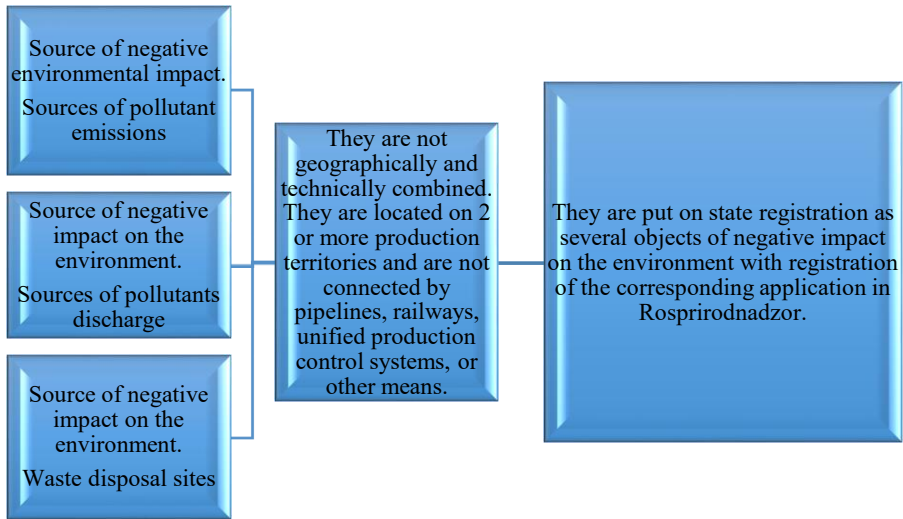 Source of negative
environmental impact.
Sources of pollutant
emissions
Source of negative
impact on the
environment.
Sources of pollutants
discharge
Source of negative
impact on the
environment.
Waste disposal sites
They are not
geographically and
technically combined.
They are located on 2
or more production
territories and are not
connected by
pipelines, railways,
unified production
control systems, or
other means.
They are put on state registration as
several objects of negative impact
on the environment with registration
of the corresponding application in
Rosprirodnadzor.